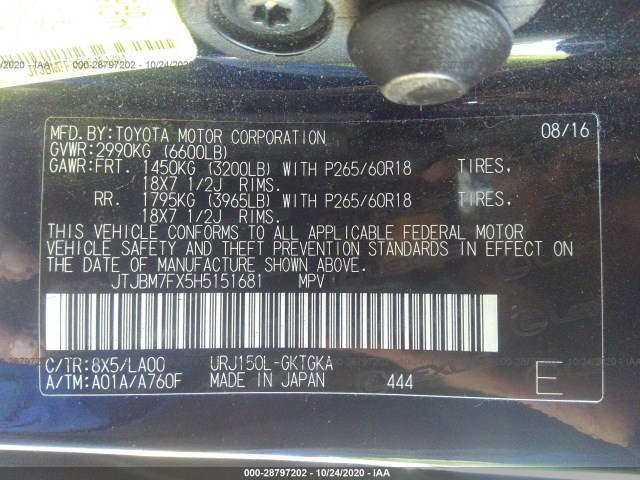 000-28797202 - 10/24/2020 - IAA
MFD.BY:TOYOTA MOTOR CORPORATION 08/16
GVWR:2990KG (6600LB)
GAWR:FRT. 1450KG (3200LB) WITH P265/60R18 TIRES,
18X7 1/2J RIMS.
RR. 1795KG (3965LB) WITH P265/60R18 TIRES,
18X7 1/2J RIMS.
THIS VEHICLE CONFORMS TO ALL APPLICABLE FEDERAL MOTOR
VEHICLE SAFETY AND THEFT PREVENTION STANDARDS IN EFFECT ON
THE DATE OF MANUFACTURE SHOWN ABOVE.
JTJBM7FX5H5151681 MPV
C/TR:8X5/LA00 URJ150L-GKTGKA
A/TM:A01A/A760F MADE IN JAPAN 444 E
000-28797202 - 10/24/2020 - IAA